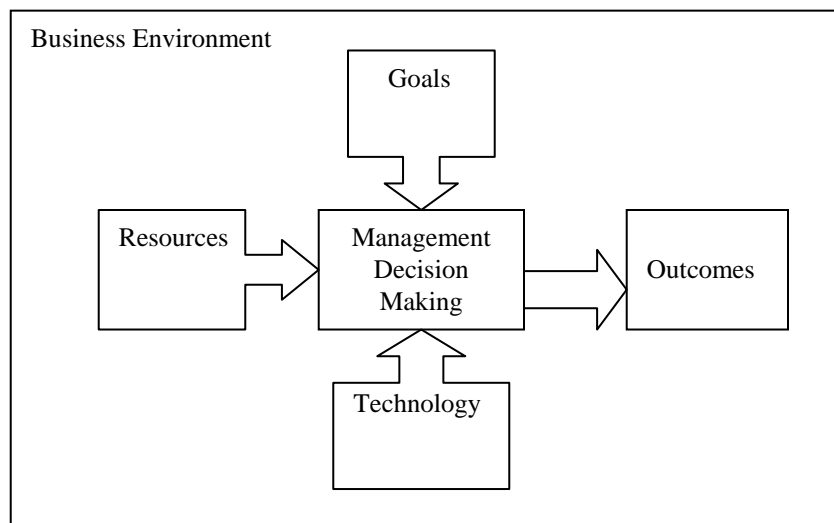 Business Environment
Goals
Resources
Management
Decision
Making
Outcomes
Technology